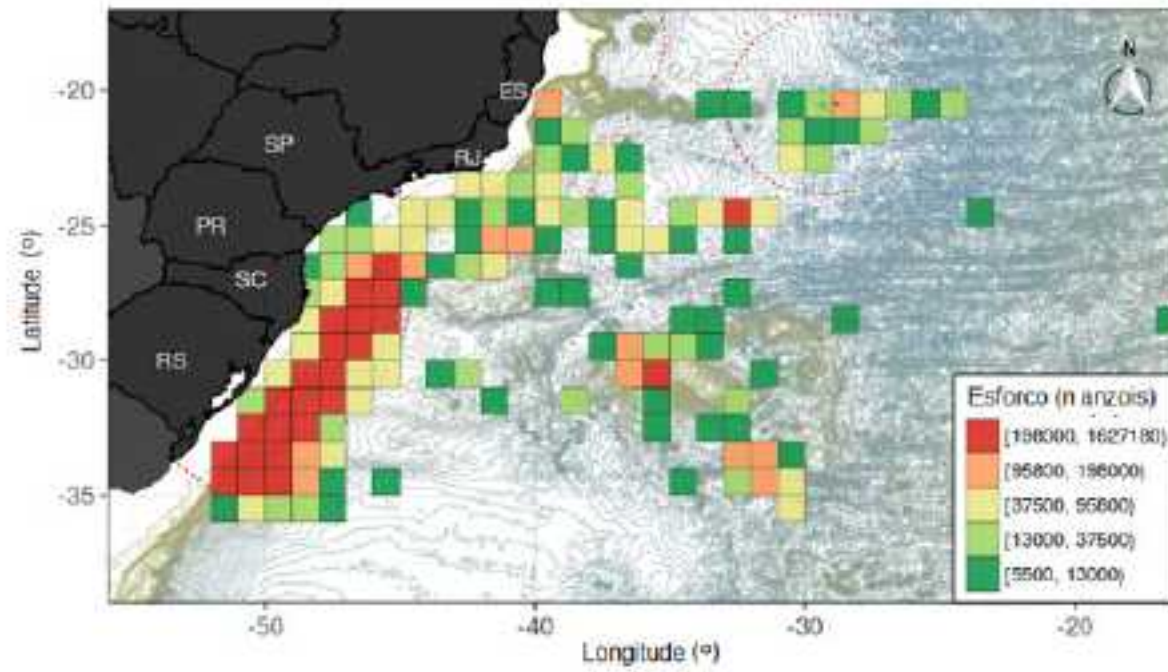 N
-20
-25
-30
-35
Latitude (º)
ES
SP
RJ
PR
SC
RS
Esforco (n anzois)
[198000, 1627180)
[95800, 198000)
[37500, 95800)
[13000, 37500)
[5500, 13000)
-50
-40
-30
-20
Longitude (º)